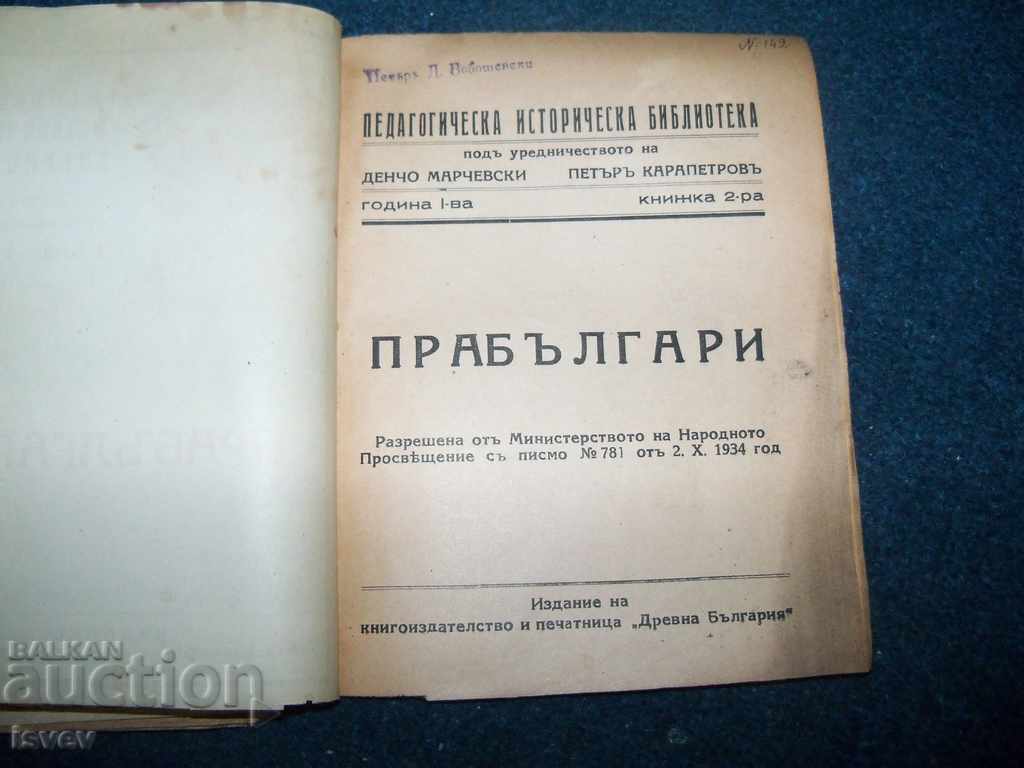 № 149
Петъръ Д.
ПЕДАГОГИЧЕСКА ИСТОРИЧЕСКА БИБЛИОТЕКА
подъ уредничеството на
ДЕНЧО МАРЧЕВСКИ ПЕТЪРЪ КАРАПЕТРОВЪ
година I-ва книжка 2-ра
ПРАБЪЛГАРИ
Разрешена отъ Министерството на Народното
Просвѣщение съ писмо № 781 отъ 2. X. 1934 год
Издание на
книгоиздателство и печатница „Древна България“
BALKAN
auction
isvev